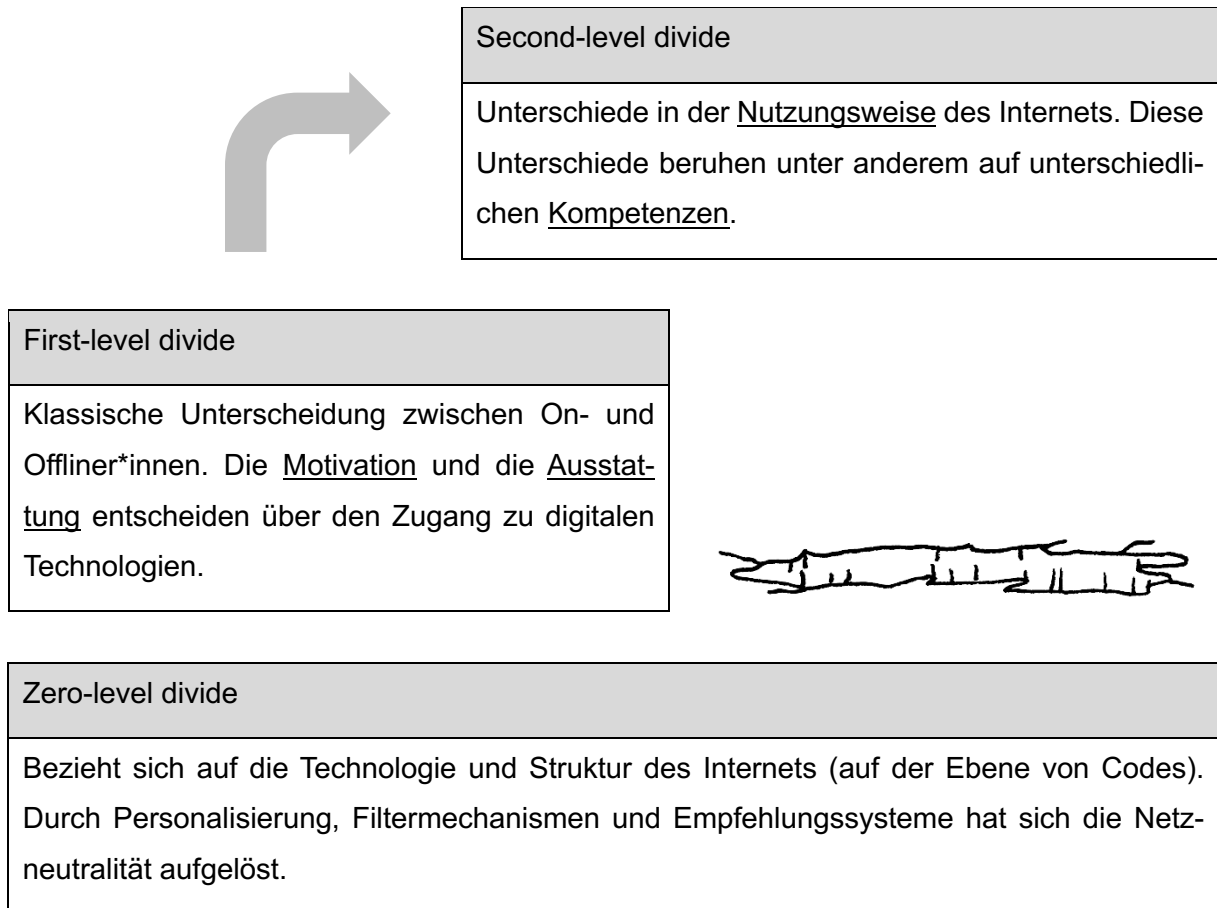 Second-level divide
Unterschiede in der Nutzungsweise des Internets. Diese
Unterschiede beruhen unter anderem auf unterschiedli-
chen Kompetenzen.
First-level divide
Klassische Unterscheidung zwischen On- und
Offliner*innen. Die Motivation und die Ausstat-
tung entscheiden über den Zugang zu digitalen
Technologien.
Zero-level divide
Bezieht sich auf die Technologie und Struktur des Internets (auf der Ebene von Codes).
Durch Personalisierung, Filtermechanismen und Empfehlungssysteme hat sich die Netz-
neutralität aufgelöst.